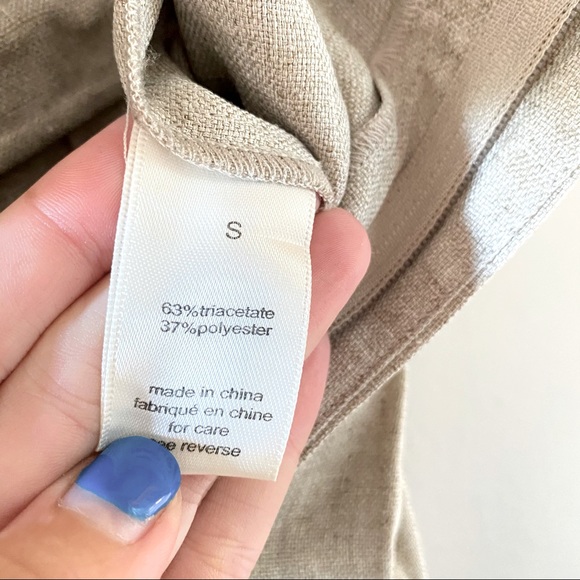 S
63%triacetate
37%polyester
made in china
fabriqué en chine
for care
reverse